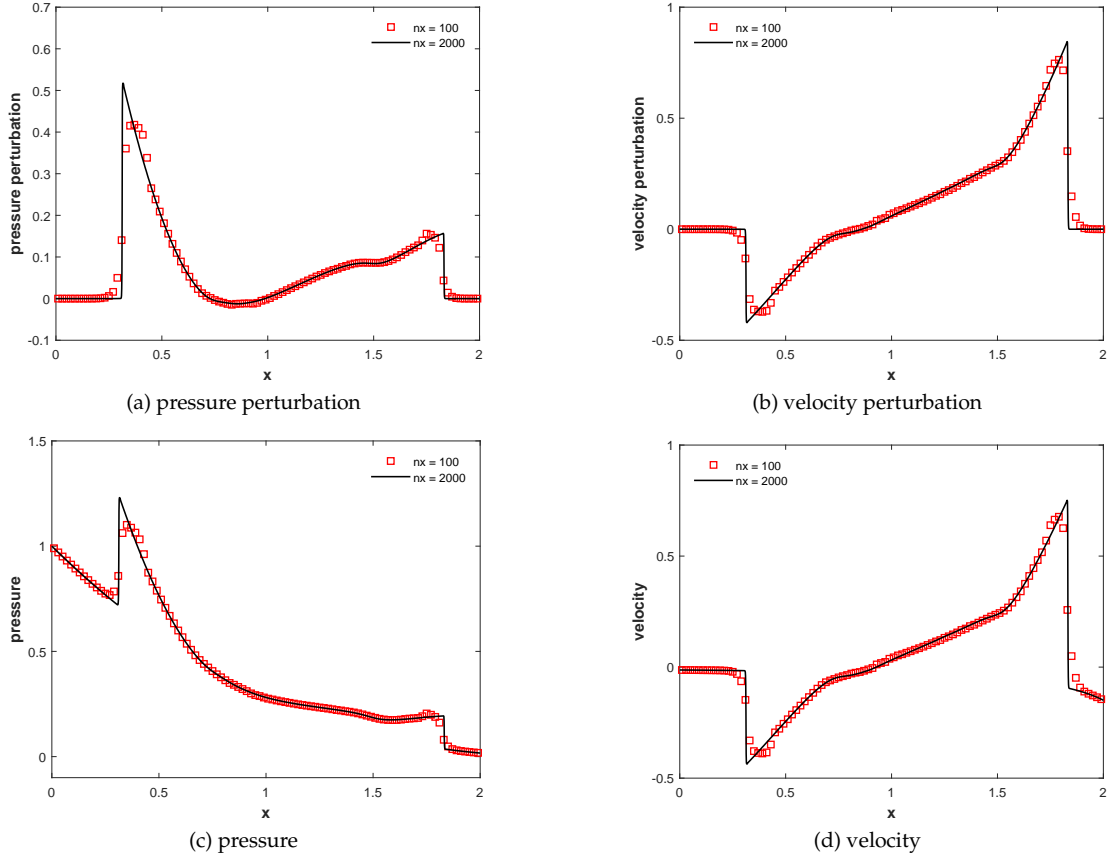 0.7
0.6
0.5
0.4
0.3
0.2
0.1
0
-0.1
pressure perturbation
nx = 100
nx = 2000
0 0.5 1 1.5 2
x
(a) pressure perturbation
1
0.5
0
-0.5
velocity perturbation
nx = 100
nx = 2000
0 0.5 1 1.5 2
x
(b) velocity perturbation
1.5
1
0.5
0
pressure
nx = 100
nx = 2000
0 0.5 1 1.5 2
x
(c) pressure
1
0.5
0
-0.5
velocity
nx = 100
nx = 2000
0 0.5 1 1.5 2
x
(d) velocity